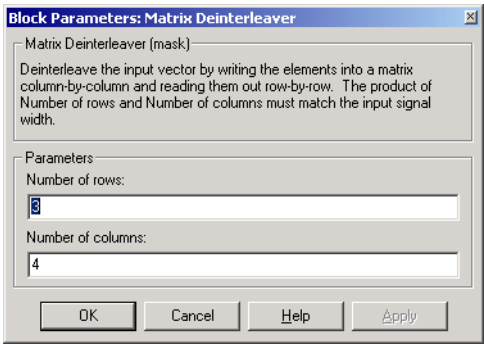 Block Parameters: Matrix Deinterleaver
Matrix Deinterleaver (mask)
Deinterleave the input vector by writing the elements into a matrix
column-by-column and reading them out row-by-row. The product of
Number of rows and Number of columns must match the input signal
width.
Parameters
Number of rows:
3
Number of columns:
4
OK Cancel Help Apply